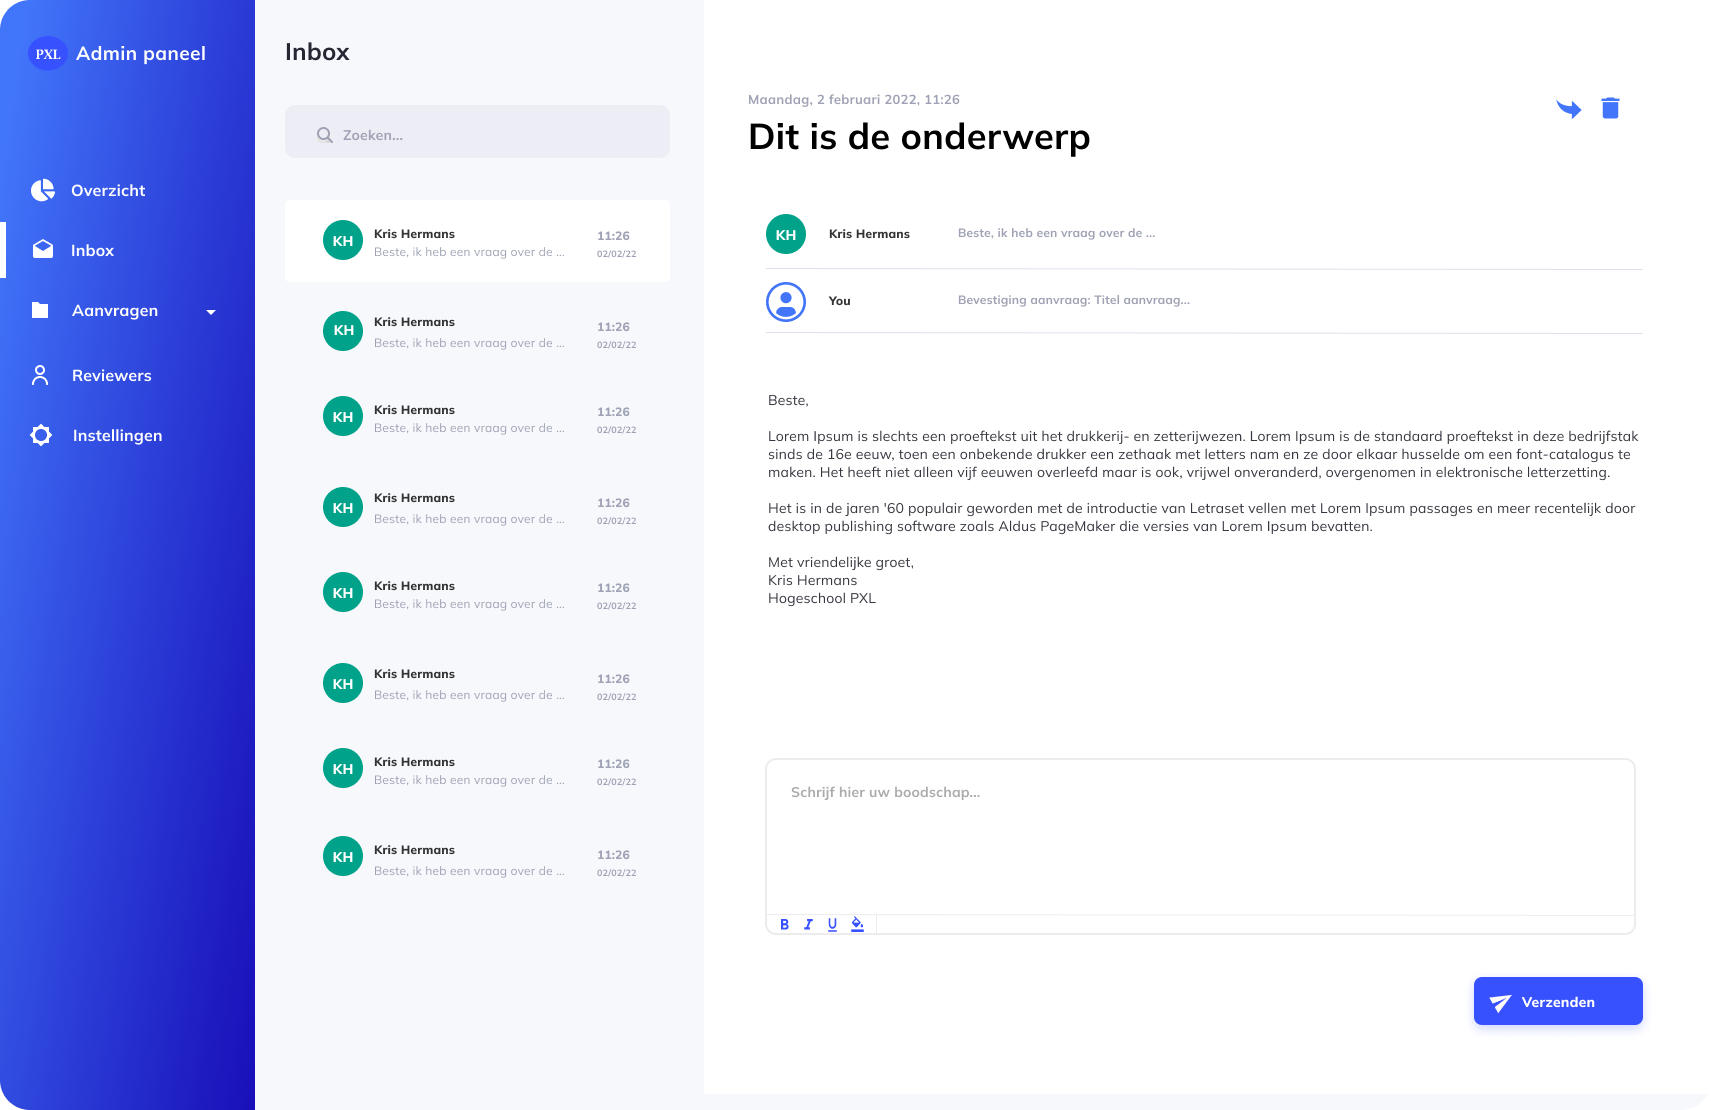 PXL Admin paneel
Overzicht
Inbox
Aanvragen
Reviewers
Instellingen
Inbox
Zoeken...
KH Kris Hermans 11:26
Beste, ik heb een vraag over de ... 02/02/22
KH Kris Hermans 11:26
Beste, ik heb een vraag over de ... 02/02/22
KH Kris Hermans 11:26
Beste, ik heb een vraag over de ... 02/02/22
KH Kris Hermans 11:26
Beste, ik heb een vraag over de ... 02/02/22
KH Kris Hermans 11:26
Beste, ik heb een vraag over de ... 02/02/22
KH Kris Hermans 11:26
Beste, ik heb een vraag over de ... 02/02/22
KH Kris Hermans 11:26
Beste, ik heb een vraag over de ... 02/02/22
KH Kris Hermans 11:26
Beste, ik heb een vraag over de ... 02/02/22
Maandag, 2 februari 2022, 11:26
Dit is de onderwerp
KH Kris Hermans Beste, ik heb een vraag over de ...
You Bevestiging aanvraag: Titel aanvraag...
Beste,
Lorem Ipsum is slechts een proeftekst uit het drukkerij- en zetterijwezen. Lorem Ipsum is de standaard proeftekst in deze bedrijfstak
sinds de 16e eeuw, toen een onbekende drukker een zethaak met letters nam en ze door elkaar husselde om een font-catalogus te
maken. Het heeft niet alleen vijf eeuwen overleefd maar is ook, vrijwel onveranderd, overgenomen in elektronische letterzetting.
Het is in de jaren '60 populair geworden met de introductie van Letraset vellen met Lorem Ipsum passages en meer recentelijk door
desktop publishing software zoals Aldus PageMaker die versies van Lorem Ipsum bevatten.
Met vriendelijke groet,
Kris Hermans
Hogeschool PXL
Schrijf hier uw boodschap...
B I U
Verzenden